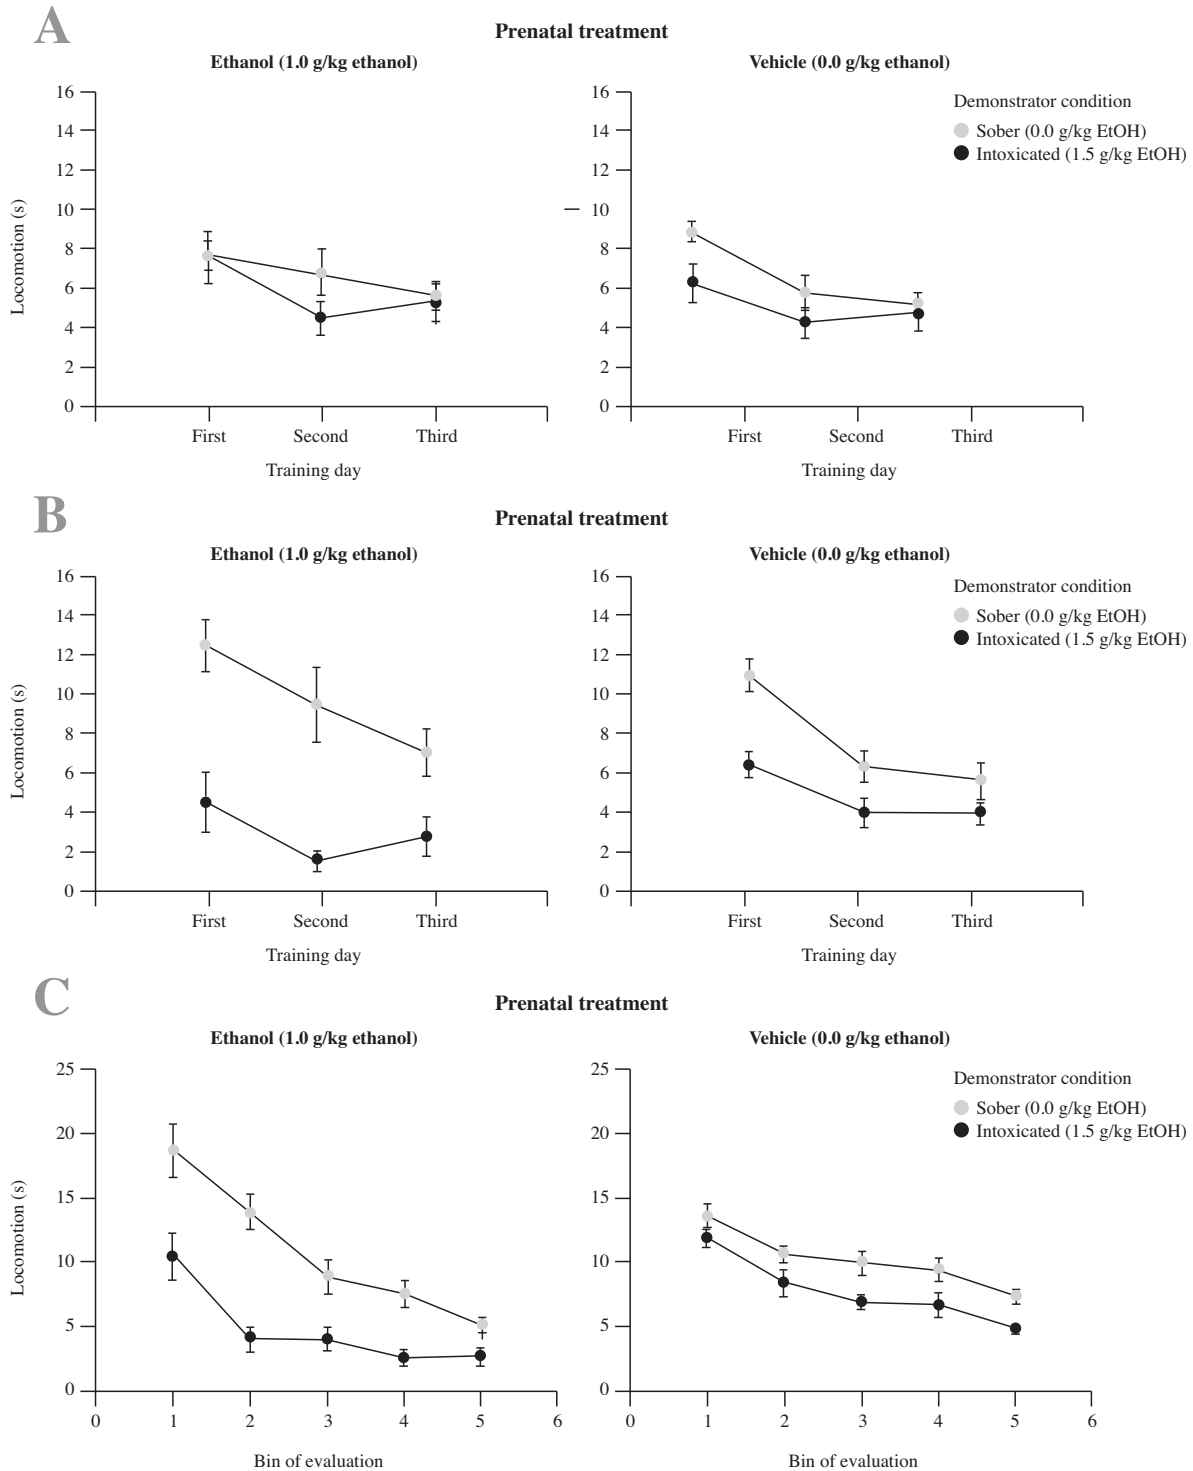 A
Prenatal treatment
Ethanol (1.0 g/kg ethanol)
Vehicle (0.0 g/kg ethanol)
Demonstrator condition
Sober (0.0 g/kg EtOH)
Intoxicated (1.5 g/kg EtOH)
Locomotion (s)
16
14
12
10
8
6
4
2
0
First Second Third
Training day
16
14
12
10
8
6
4
2
0
First Second Third
Training day
B
Prenatal treatment
Ethanol (1.0 g/kg ethanol)
Vehicle (0.0 g/kg ethanol)
Demonstrator condition
Sober (0.0 g/kg EtOH)
Intoxicated (1.5 g/kg EtOH)
Locomotion (s)
16
14
12
10
8
6
4
2
0
First Second Third
Training day
16
14
12
10
8
6
4
2
0
First Second Third
Training day
C
Prenatal treatment
Ethanol (1.0 g/kg ethanol)
Vehicle (0.0 g/kg ethanol)
Demonstrator condition
Sober (0.0 g/kg EtOH)
Intoxicated (1.5 g/kg EtOH)
Locomotion (s)
25
20
15
10
5
0
0 1 2 3 4 5 6
Bin of evaluation
25
20
15
10
5
0
0 1 2 3 4 5 6
Bin of evaluation